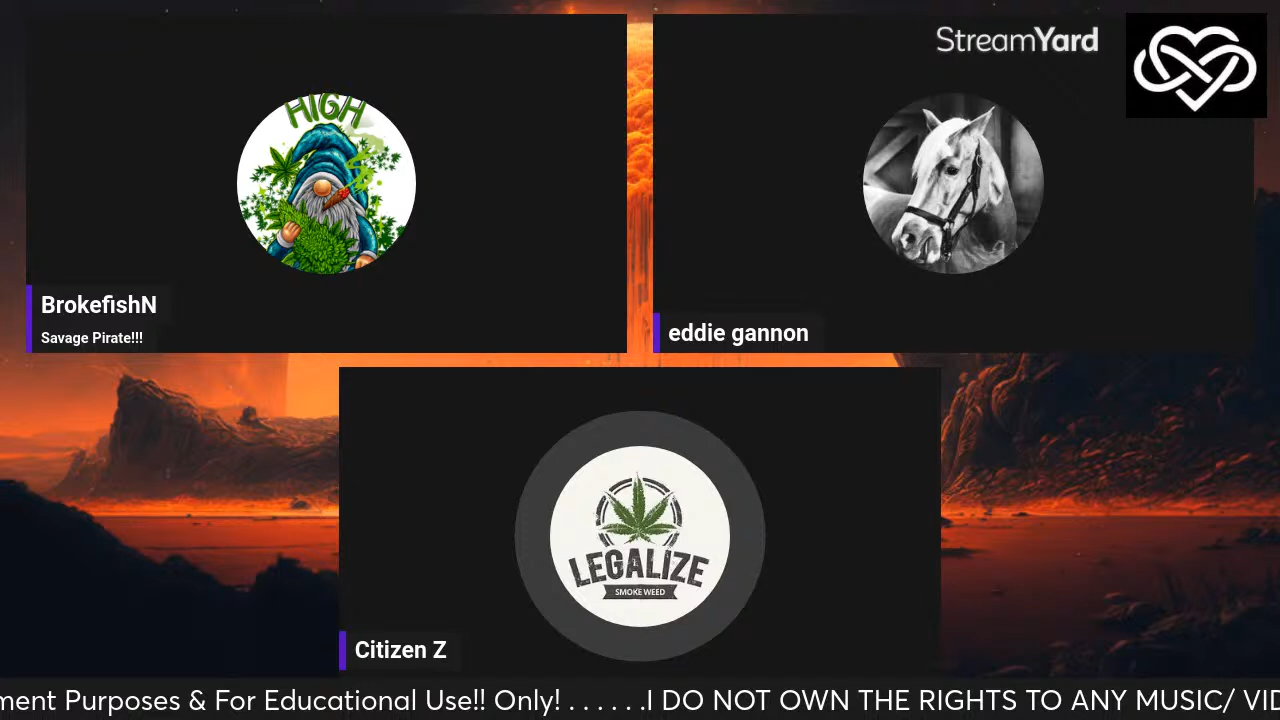 StreamYard
HIGH
BrokefishN
Savage Pirate!!!
eddie gannon
LEGALIZE
SMOKE WEED
Citizen Z
ment Purposes & For Educational Use!! Only! . . . . . .I DO NOT OWN THE RIGHTS TO ANY MUSIC/ VID